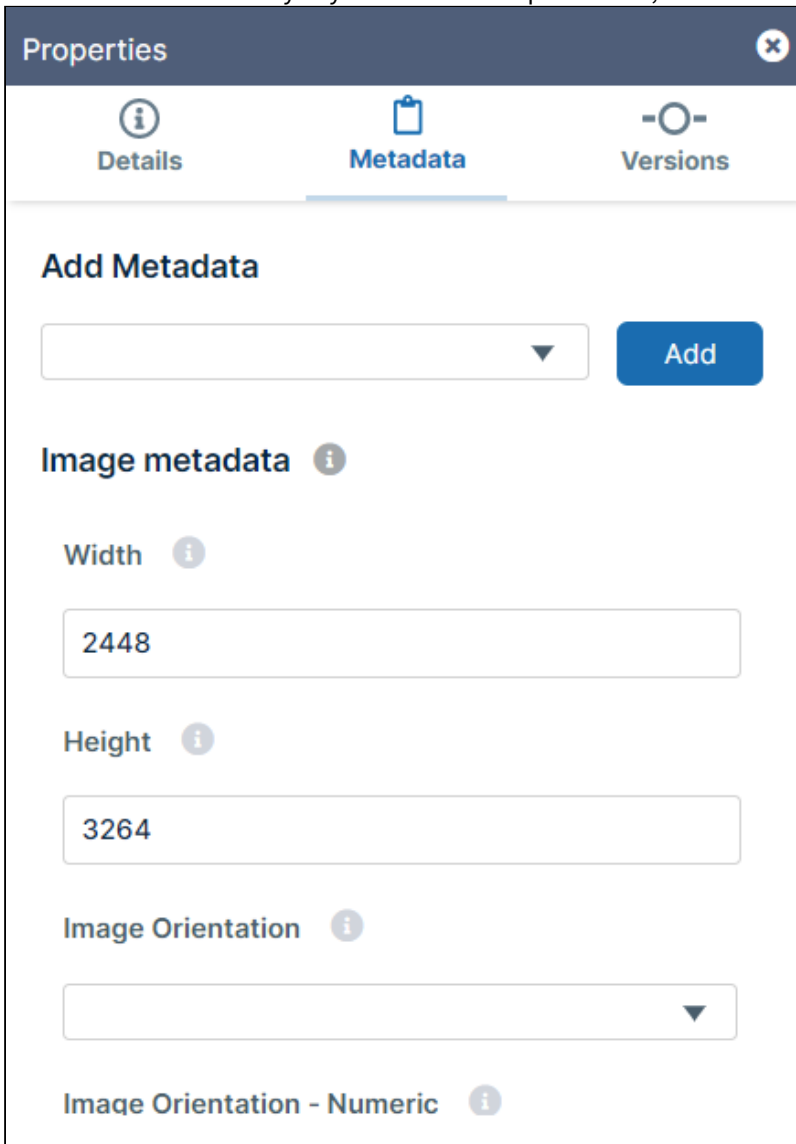 Properties
Details Metadata Versions
Add Metadata
Add
Image metadata
Width
2448
Height
3264
Image Orientation
Image Orientation - Numeric